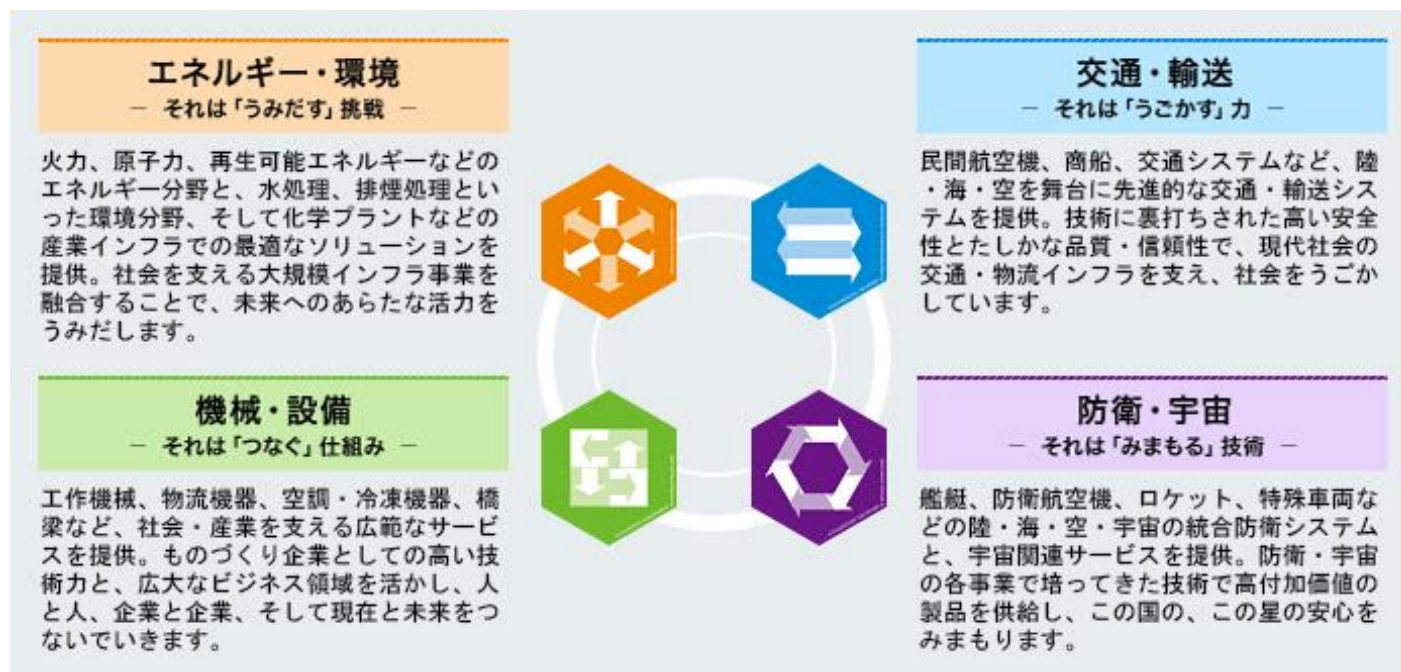 エネルギー・環境
－ それは「うみだす」挑戦 －
火力、原子力、再生可能エネルギーなどの
エネルギー分野と、水処理、排煙処理とい
った環境分野、そして化学プラントなどの
産業インフラでの最適なソリューションを
提供。社会を支える大規模インフラ事業を
融合することで、未来へのあらたな活力を
うみだします。
交通・輸送
－ それは「うごかす」力 －
民間航空機、商船、交通システムなど、陸
・海・空を舞台に先進的な交通・輸送シス
テムを提供。技術に裏打ちされた高い安全
性とたしかな品質・信頼性で、現代社会の
交通・物流インフラを支え、社会をうごか
しています。
機械・設備
－ それは「つなぐ」仕組み －
工作機械、物流機器、空調・冷凍機器、橋
梁など、社会・産業を支える広範なサービ
スを提供。ものづくり企業としての高い技
術力と、広大なビジネス領域を活かし、人
と人、企業と企業、そして現在と未来をつ
ないでいきます。
防衛・宇宙
－ それは「みまもる」技術 －
艦艇、防衛航空機、ロケット、特殊車両な
どの陸・海・空・宇宙の統合防衛システム
と、宇宙関連サービスを提供。防衛・宇宙
の各事業で培ってきた技術で高付加価値の
製品を供給し、この国の、この星の安心を
みまもります。